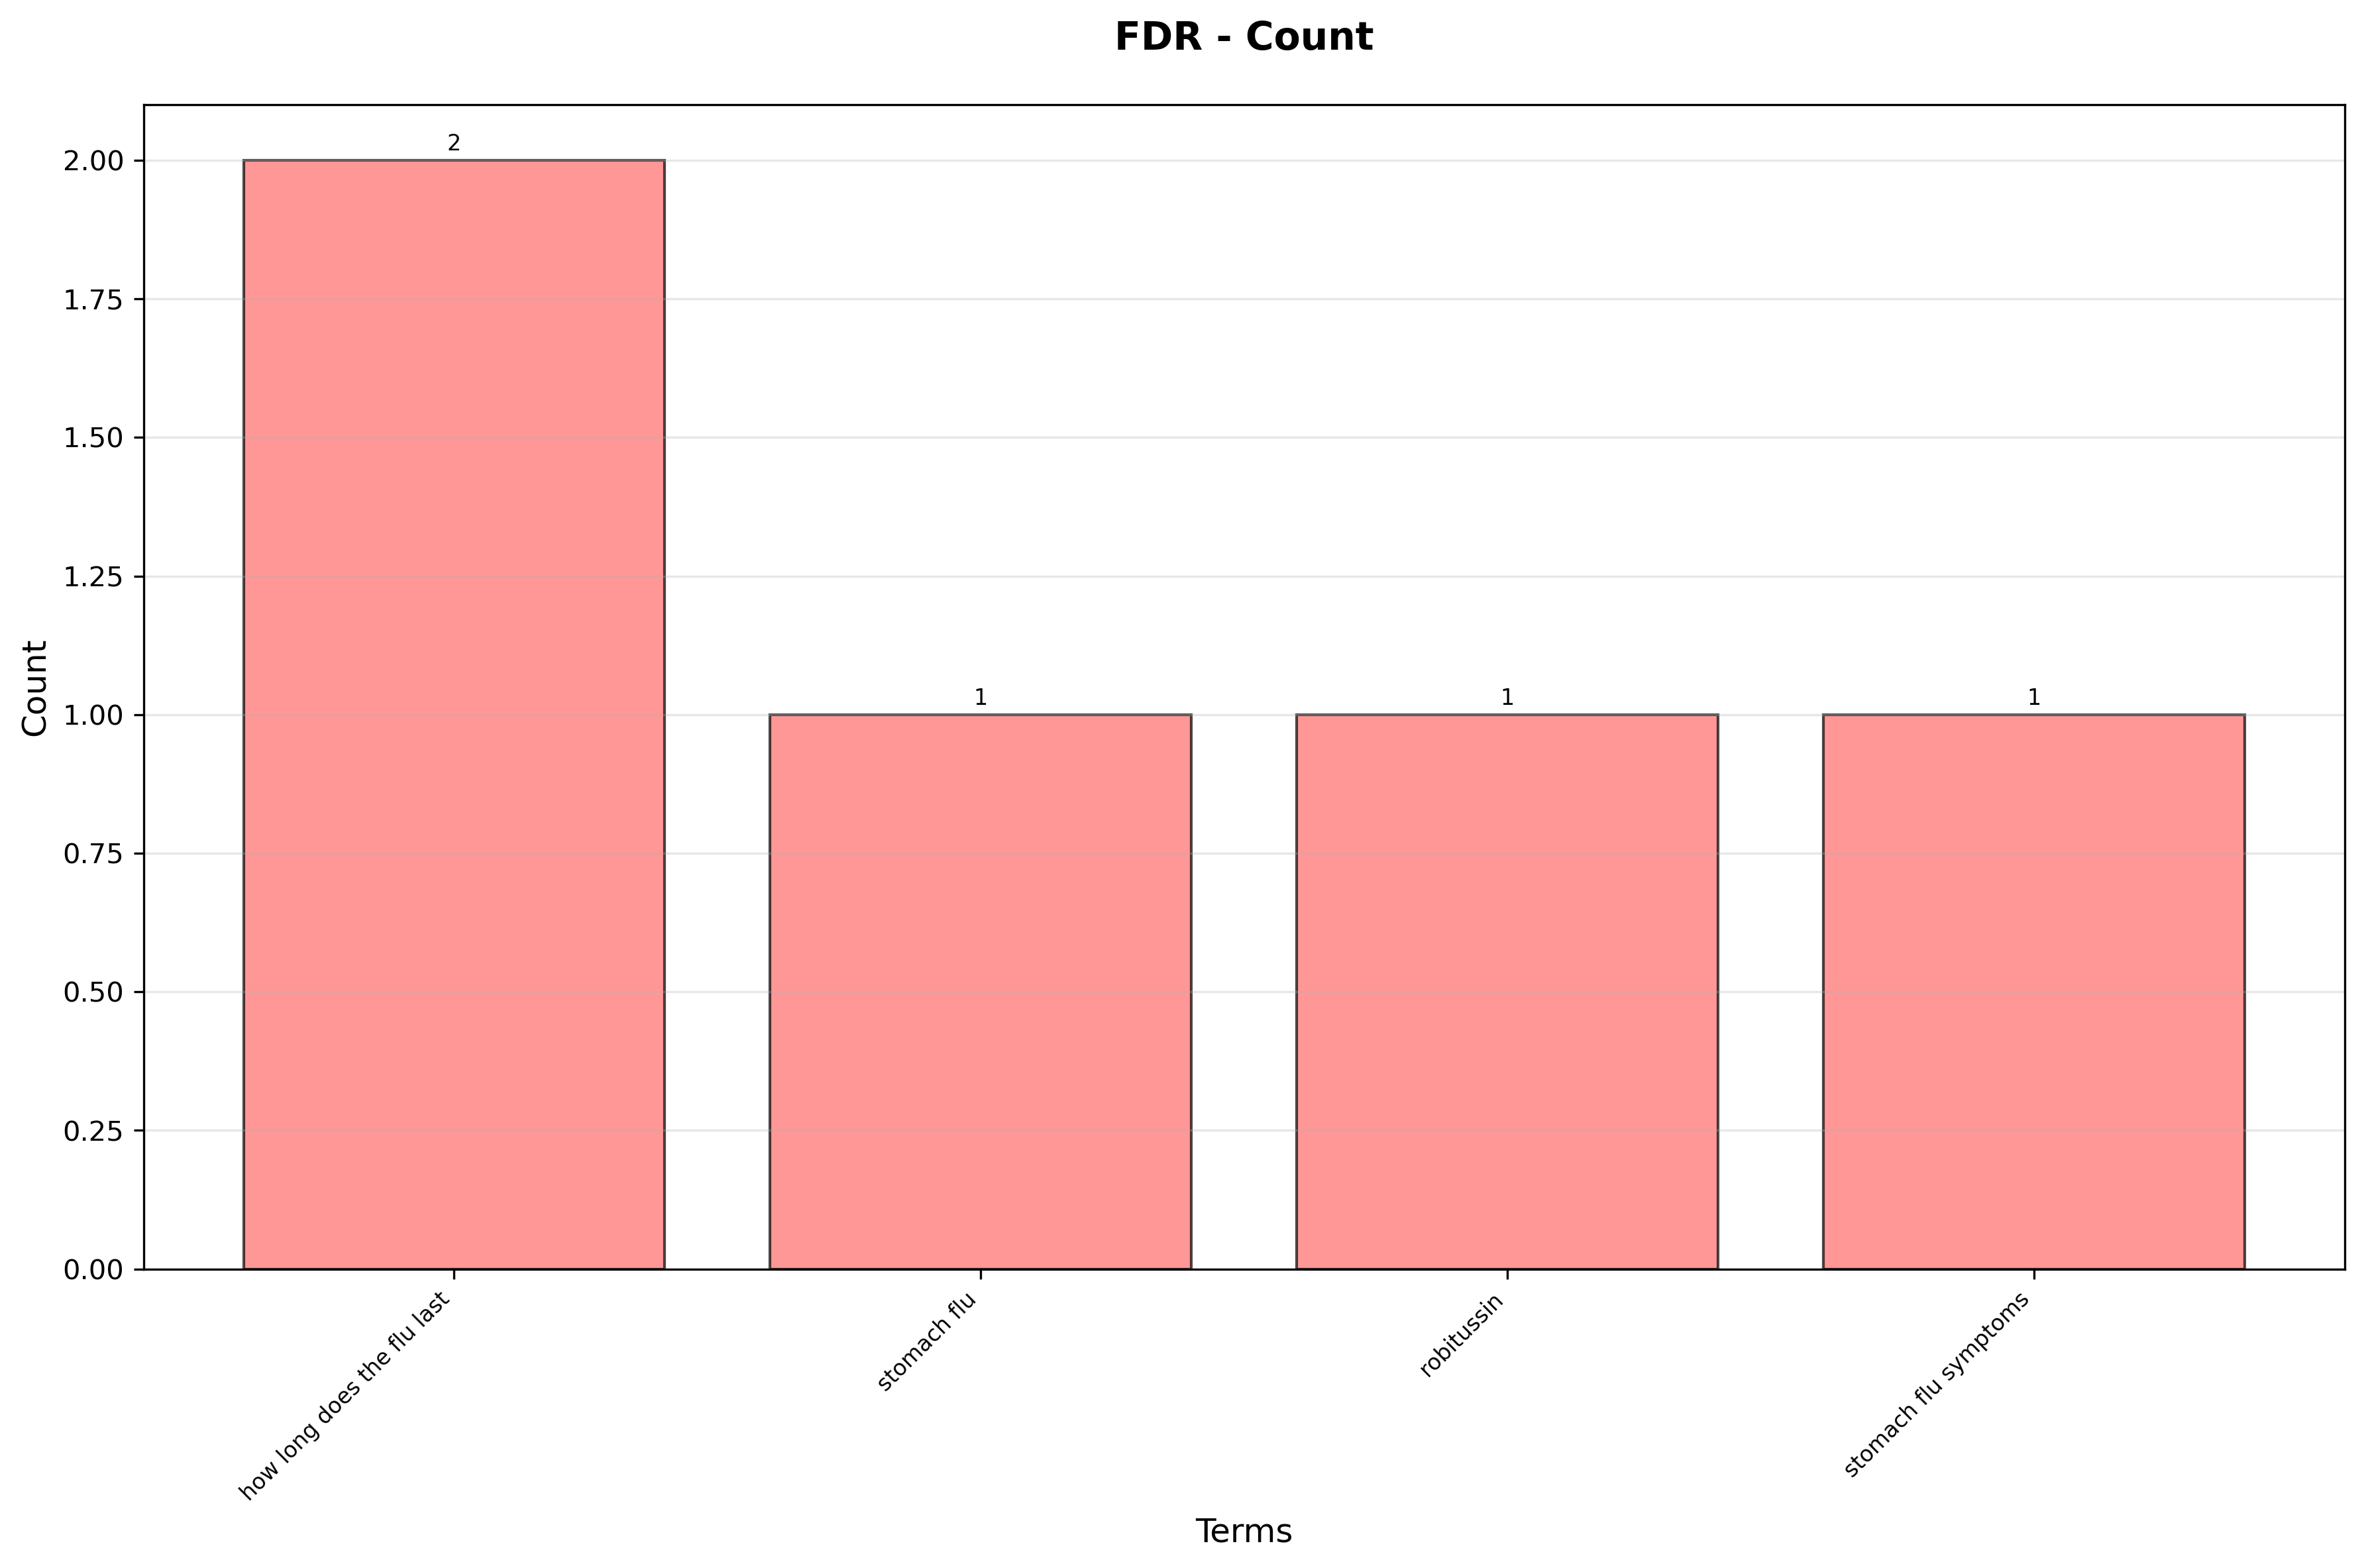 FDR - Count
2
2.00
1.75
1.50
1.25
1
1
1
1.00
0.75
0.50
0.25
0.00
Count
how long does the flu last
stomach flu
robitussin
stomach flu symptoms
Terms